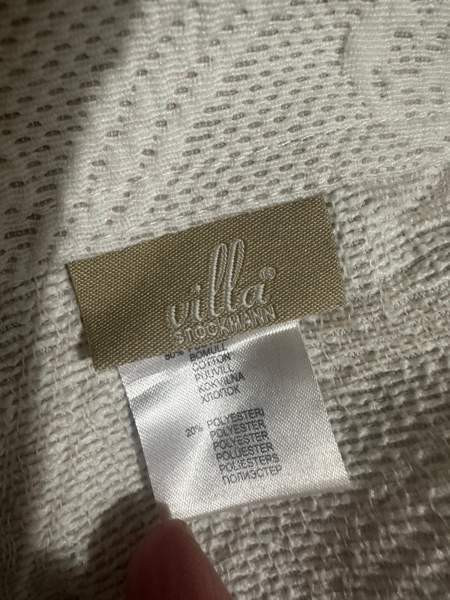 villa®
STOCKMANN
BOMULL
COTTON
PUUVILL
KOKVILNA
ХЛОПОК
20% POLYESTERI
POLYESTER
POLYESTER
POLÜESTER
POLIESTERS
ПОЛИЭСТЕР